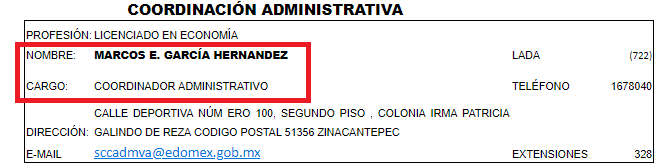 COORDINACIÓN ADMINISTRATIVA
PROFESIÓN: LICENCIADO EN ECONOMÍA
NOMBRE: MARCOS E. GARCÍA HERNANDEZ LADA (722)
CARGO: COORDINADOR ADMINISTRATIVO TELÉFONO 1678040
CALLE DEPORTIVA NÚM ERO 100, SEGUNDO PISO , COLONIA IRMA PATRICIA
DIRECCIÓN: GALINDO DE REZA CODIGO POSTAL 51356 ZINACANTEPEC
E-MAIL sccadmva@edomex.gob.mx EXTENSIONES 328